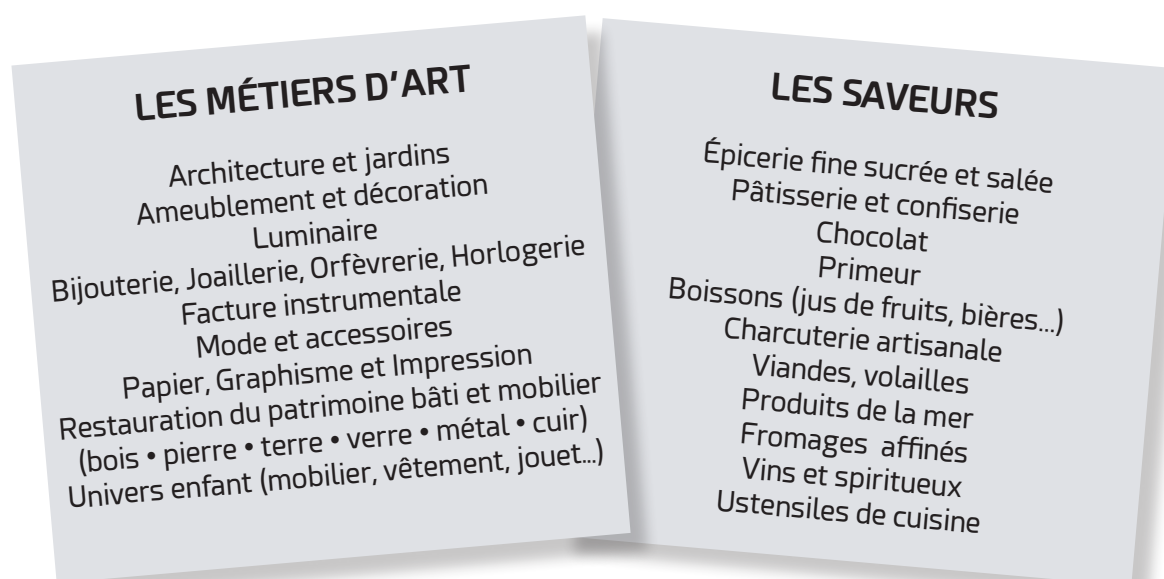 LES MÉTIERS D'ART
Architecture et jardins
Ameublement et décoration
Luminaire
Bijouterie, Joaillerie, Orfèvrerie, Horlogerie
Facture instrumentale
Mode et accessoires
Papier, Graphisme et Impression
Restauration du patrimoine bâti et mobilier
(bois • pierre • terre • verre • métal • cuir)
Univers enfant (mobilier, vêtement, jouet...)
LES SAVEURS
Épicerie fine sucrée et salée
Pâtisserie et confiserie
Chocolat
Primeur
Boissons (jus de fruits, bières...)
Charcuterie artisanale
Viandes, volailles
Produits de la mer
Fromages affinés
Vins et spiritueux
Ustensiles de cuisine